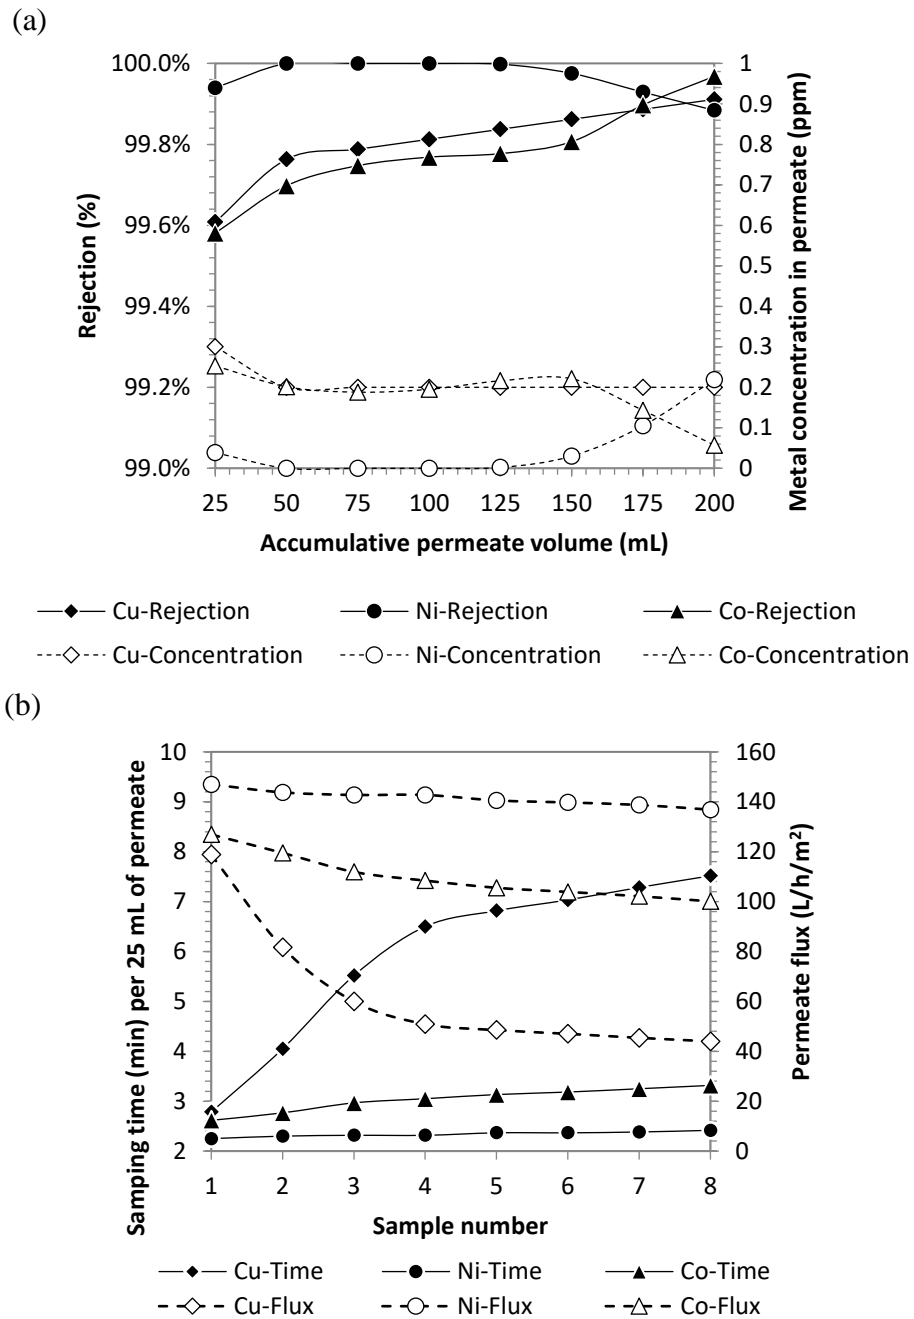 (a)
100.0%
99.8%
99.6%
99.4%
99.2%
99.0%
Rejection (%)
1
0.9
0.8
0.7
0.6
0.5
0.4
0.3
0.2
0.1
0
Metal concentration in permeate (ppm)
25 50 75 100 125 150 175 200
Accumulative permeate volume (mL)
Cu-Rejection Ni-Rejection Co-Rejection
Cu-Concentration Ni-Concentration Co-Concentration
(b)
10
9
8
7
6
5
4
3
2
Samping time (min) per 25 mL of permeate
160
140
120
100
80
60
40
20
0
Permeate flux (L/h/m²)
1 2 3 4 5 6 7 8
Sample number
Cu-Time Ni-Time Co-Time
Cu-Flux Ni-Flux Co-Flux